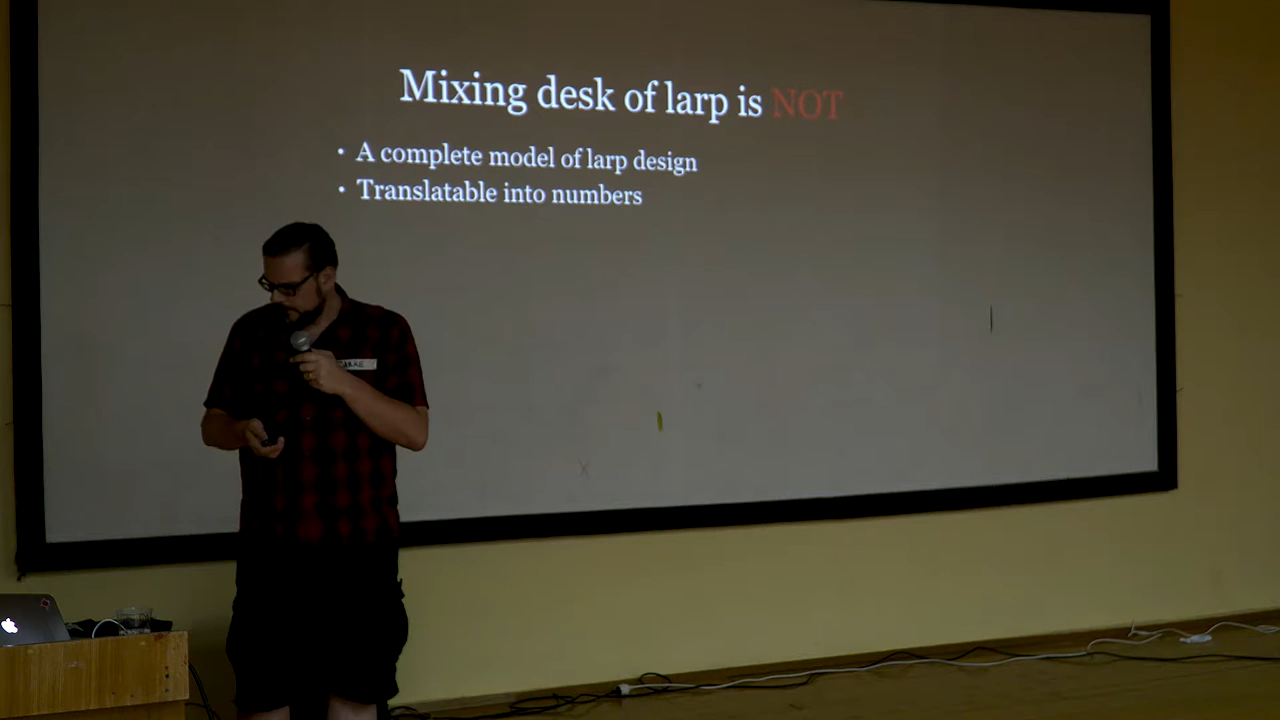 Mixing desk of larp is NOT
• A complete model of larp design
• Translatable into numbers